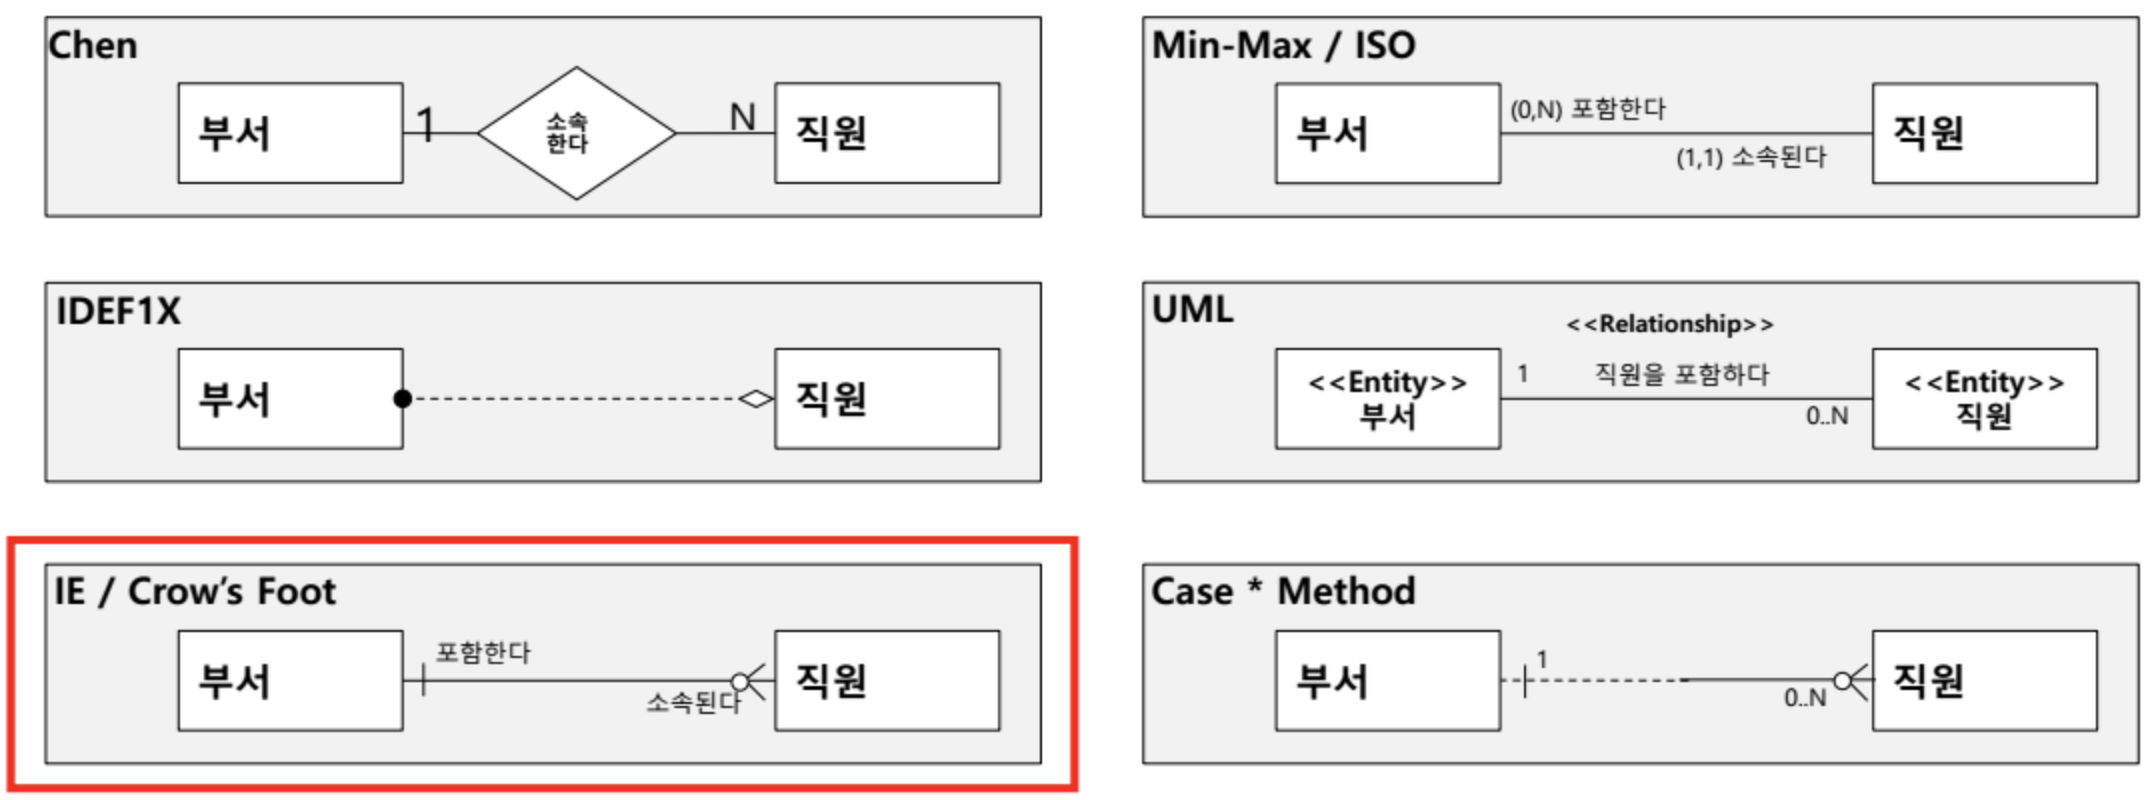 Chen
부서
1
소속
한다
N
직원
Min-Max / ISO
부서
(0,N) 포함한다
(1,1) 소속된다
직원
IDEF1X
부서
직원
UML
<<Relationship>>
<<Entity>>
부서
1
직원을 포함하다
0..N
<<Entity>>
직원
IE / Crow's Foot
부서
포함한다
소속된다
직원
Case * Method
부서
1
0..N
직원